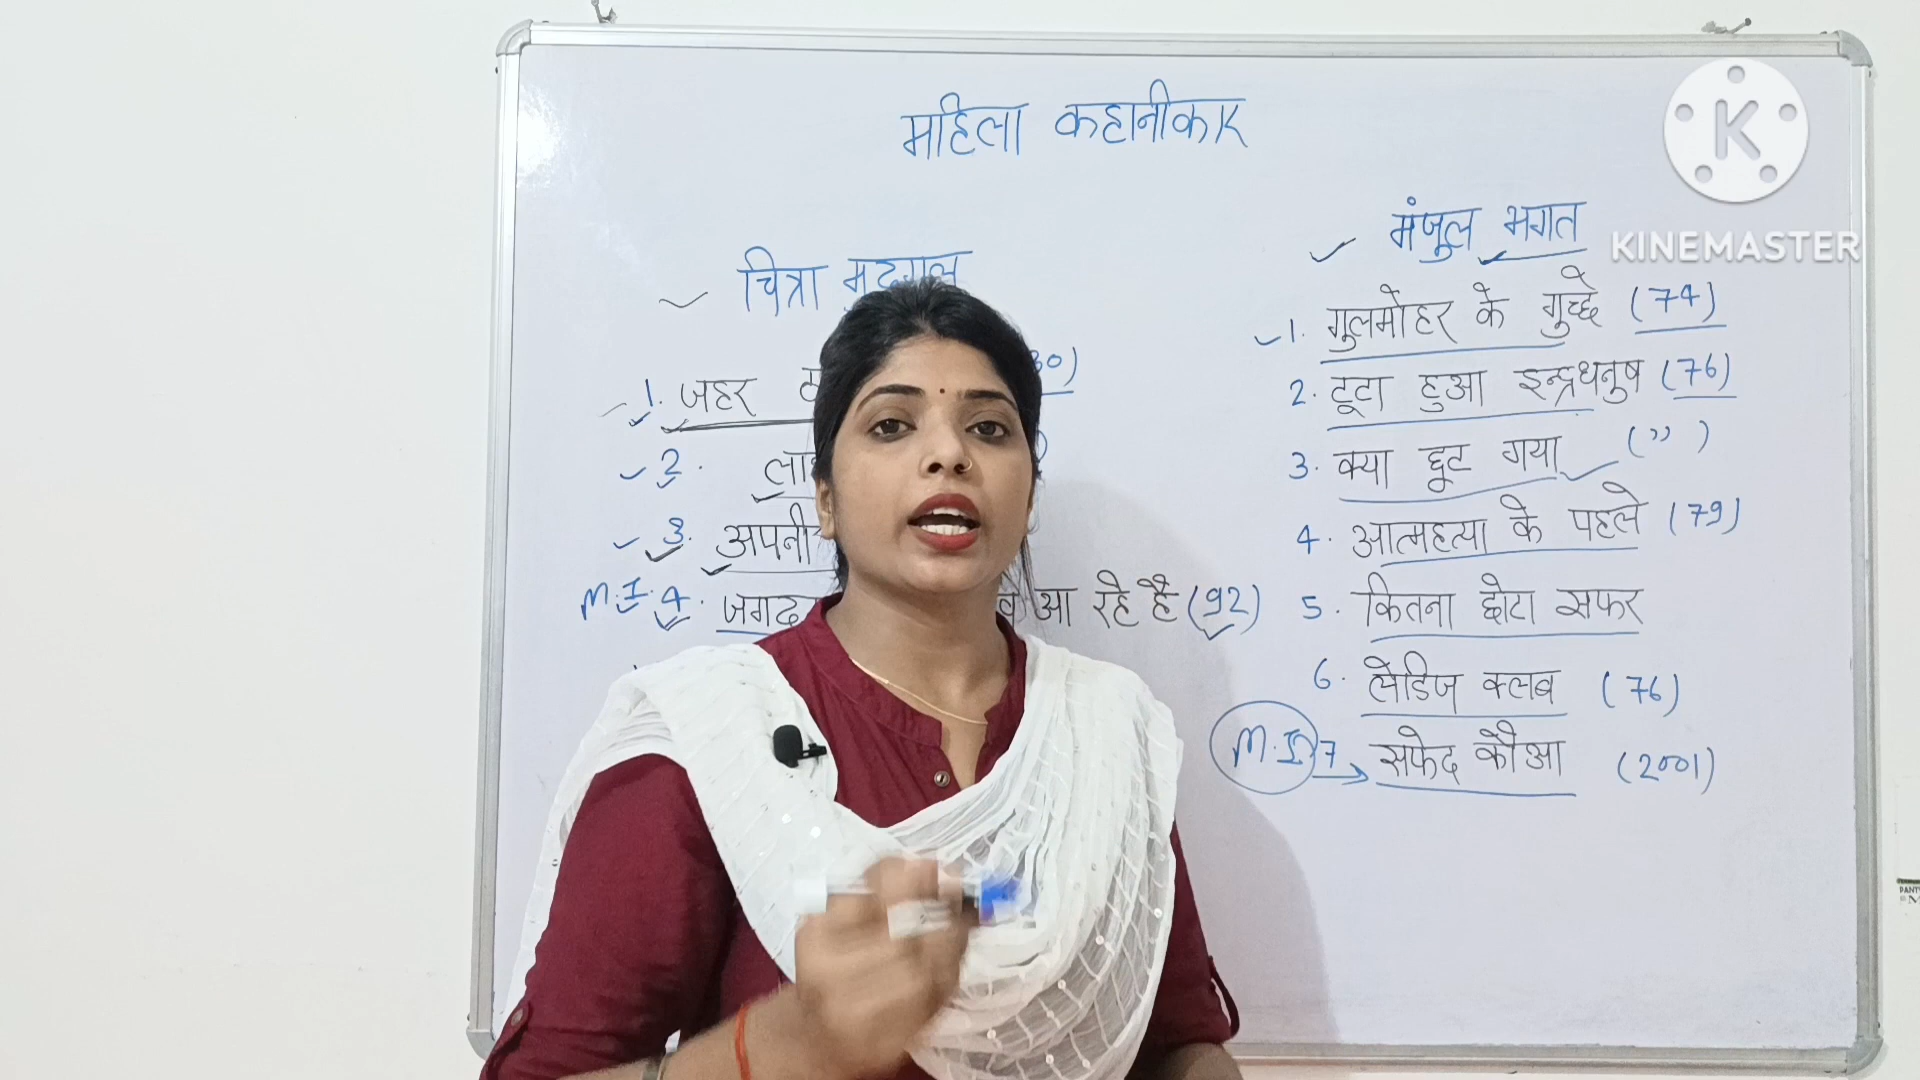 महिला कहानीकार
K
KINEMASTER
चित्रा मुद्गल
1. जहर
2.
3. अपनी
M.I. 4. आ रहे है (92)
मंजुल भगत
1. गुलमोहर के गुच्छे (74)
2. टूटा हुआ इन्द्रधनुष (76)
3. क्या छूट गया (")
4. आत्महत्या के पहले (79)
5. कितना छोटा सफर
6. लेडिज क्लब (76)
M.I. 7 → सफेद कौआ (2001)